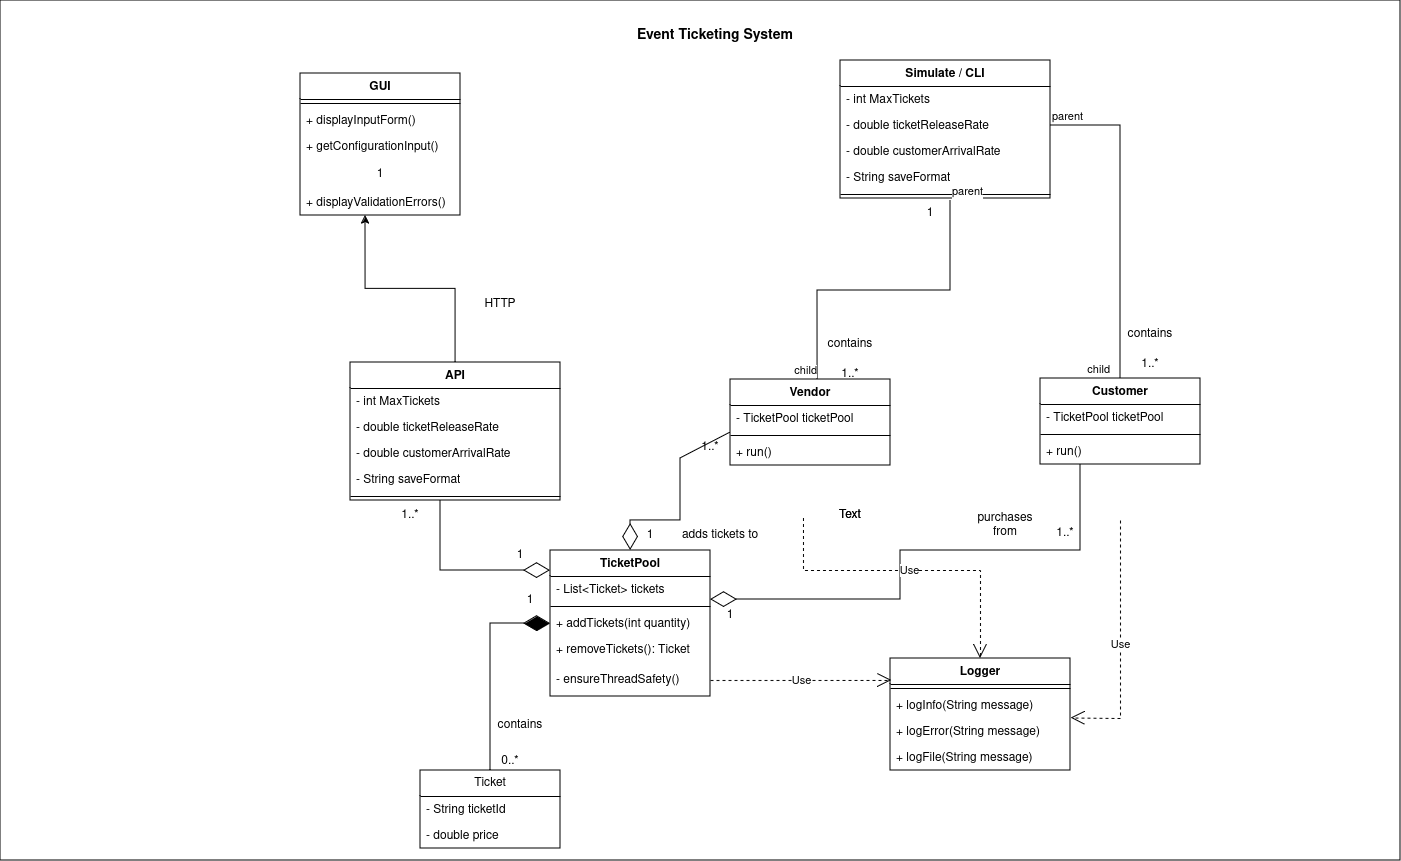 Event Ticketing System
GUI
+ displayInputForm()
+ getConfigurationInput()
1
+ displayValidationErrors()
Simulate / CLI
- int MaxTickets
- double ticketReleaseRate
- double customerArrivalRate
- String saveFormat
parent
parent
1
HTTP
contains
child
1..*
contains
child
1..*
API
- int MaxTickets
- double ticketReleaseRate
- double customerArrivalRate
- String saveFormat
1..*
1
Vendor
- TicketPool ticketPool
+ run()
1..*
1
adds tickets to
Customer
- TicketPool ticketPool
+ run()
Text
purchases
from
1..*
Use
1
TicketPool
- List<Ticket> tickets
+ addTickets(int quantity)
+ removeTickets(): Ticket
- ensureThreadSafety()
1
Use
Use
Logger
+ logInfo(String message)
+ logError(String message)
+ logFile(String message)
contains
0..*
Ticket
- String ticketId
- double price